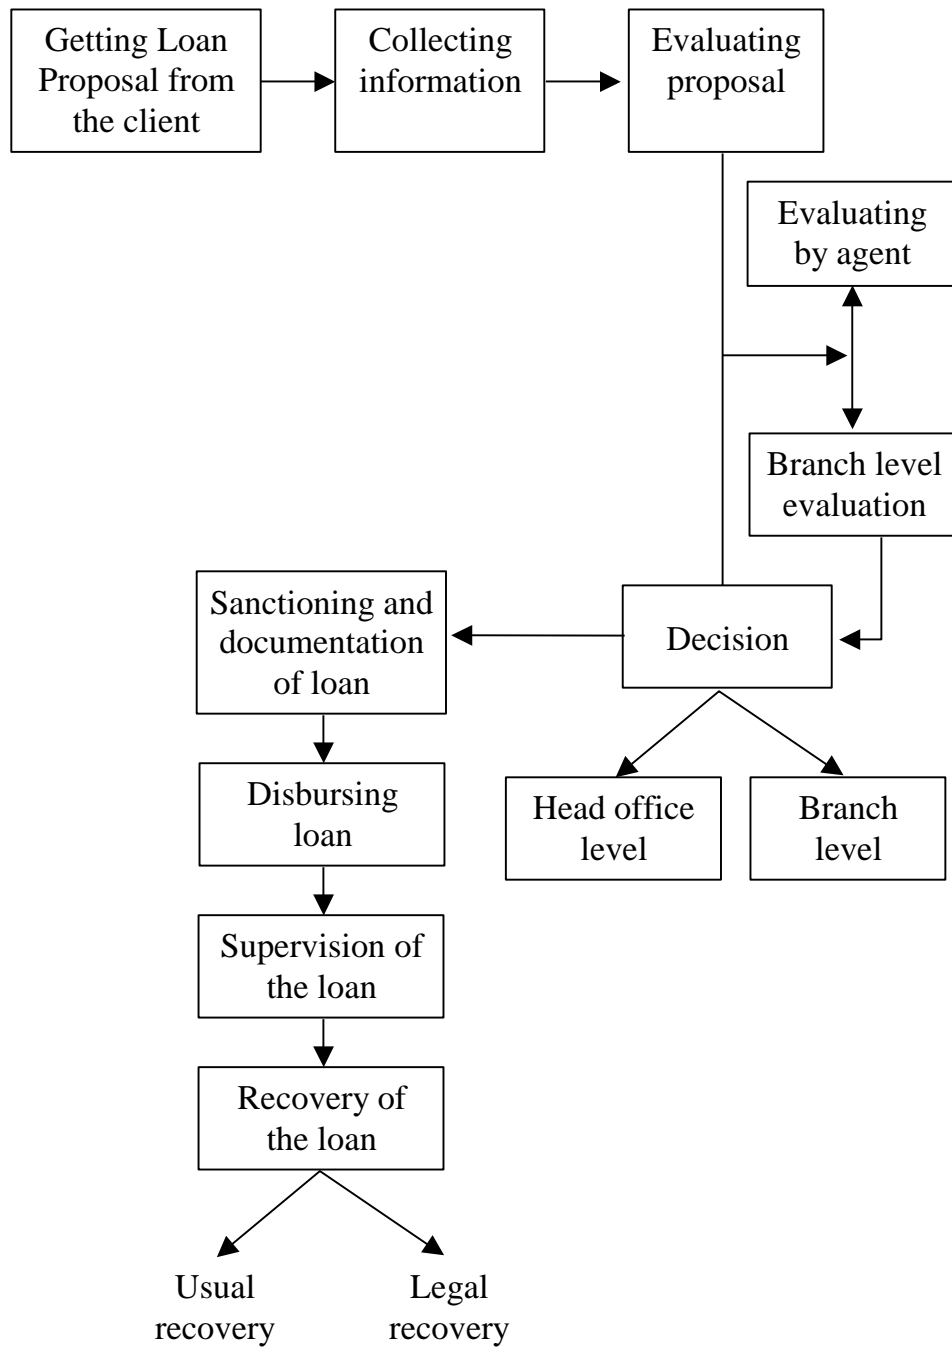 Getting Loan
Proposal from
the client
Collecting
information
Evaluating
proposal
Evaluating
by agent
Branch level
evaluation
Decision
Sanctioning and
documentation
of loan
Head office
level
Branch
level
Disbursing
loan
Supervision of
the loan
Recovery of
the loan
Usual
recovery
Legal
recovery